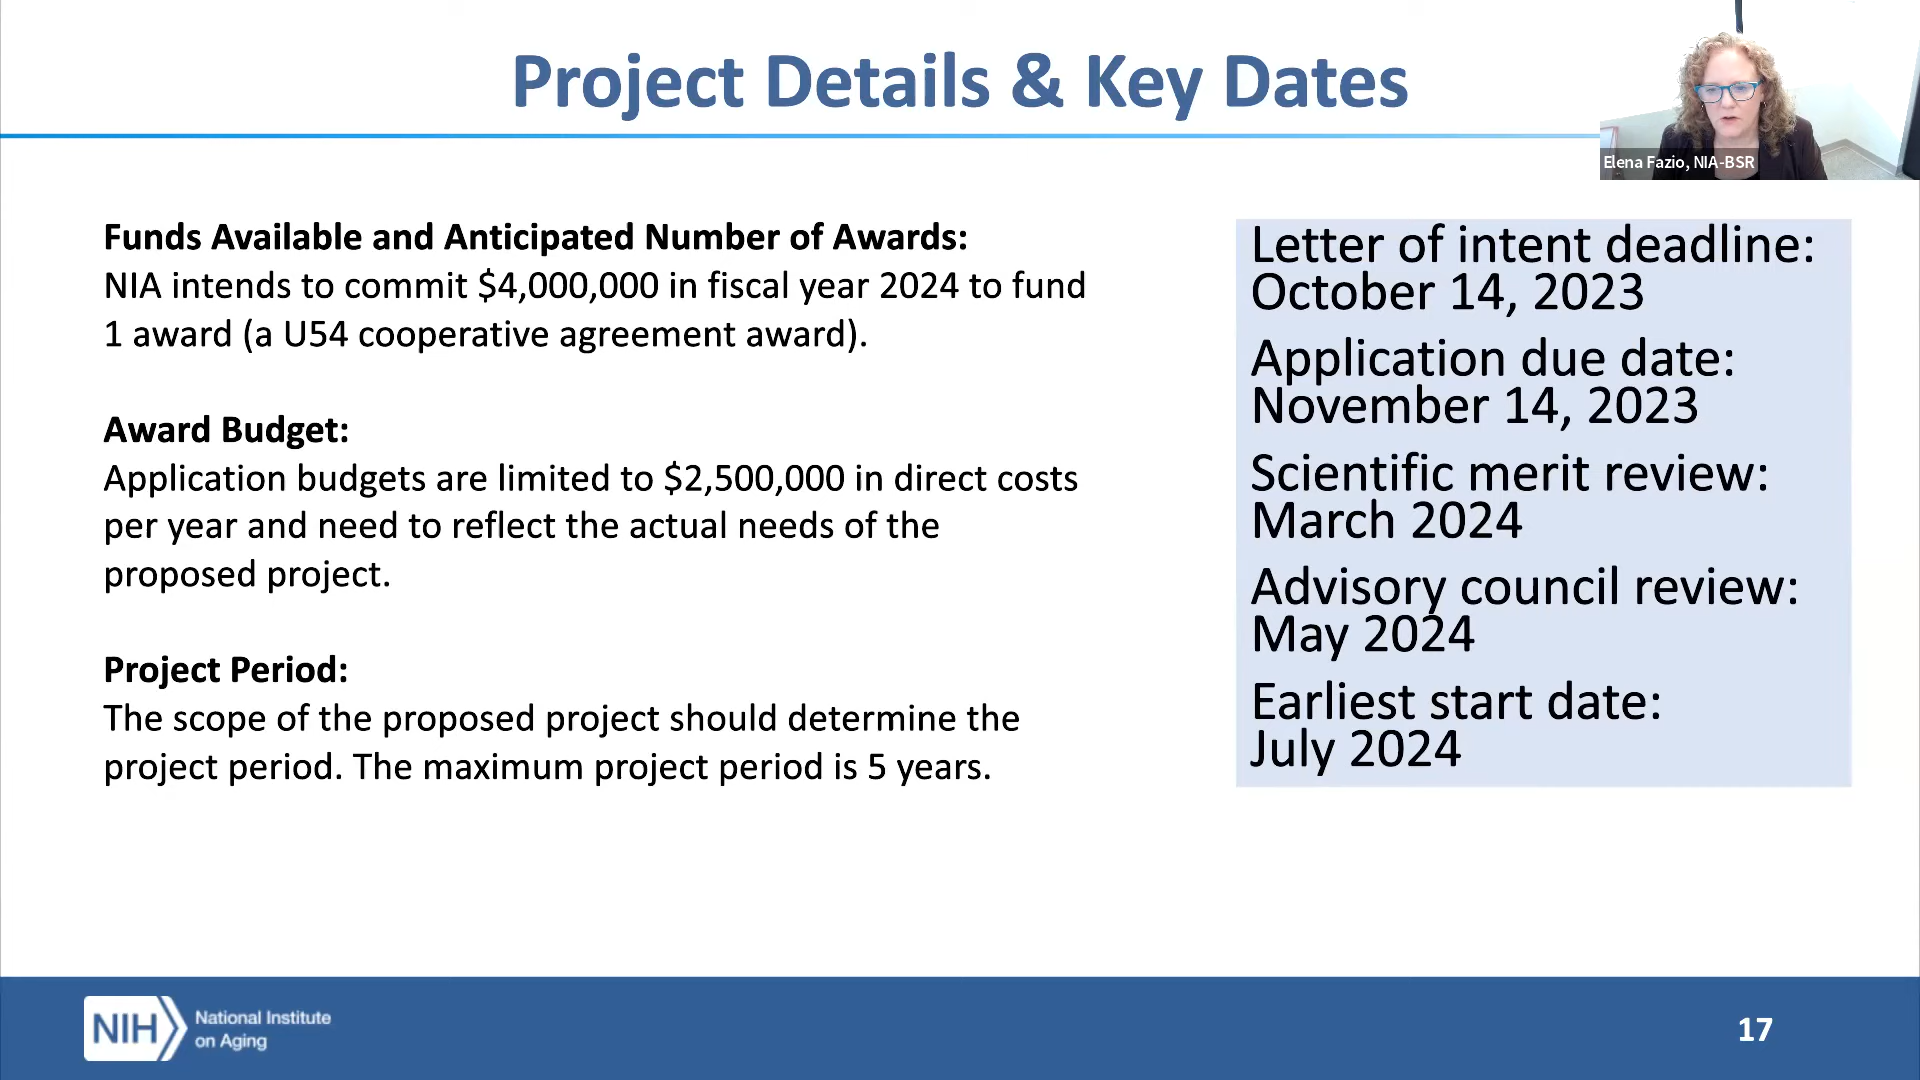 Project Details & Key Dates
Elena Fazio, NIA-BSR
Funds Available and Anticipated Number of Awards:
NIA intends to commit $4,000,000 in fiscal year 2024 to fund
1 award (a U54 cooperative agreement award).
Award Budget:
Application budgets are limited to $2,500,000 in direct costs
per year and need to reflect the actual needs of the
proposed project.
Project Period:
The scope of the proposed project should determine the
project period. The maximum project period is 5 years.
Letter of intent deadline:
October 14, 2023
Application due date:
November 14, 2023
Scientific merit review:
March 2024
Advisory council review:
May 2024
Earliest start date:
July 2024
NIH
National Institute
on Aging
17